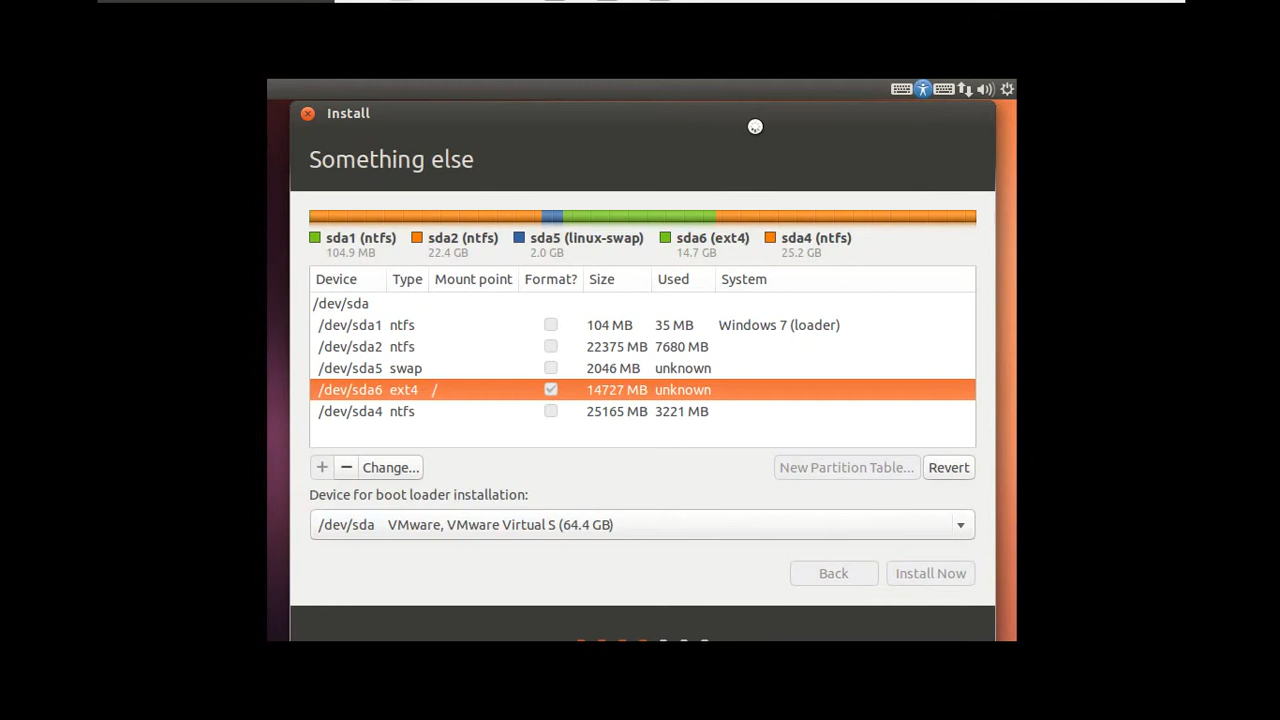 Install
Something else
sda1 (ntfs) sda2 (ntfs) sda5 (linux-swap) sda6 (ext4) sda4 (ntfs)
104.9 MB 22.4 GB 2.0 GB 14.7 GB 25.2 GB
Device Type Mount point Format? Size Used System
/dev/sda
/dev/sda1 ntfs 104 MB 35 MB Windows 7 (loader)
/dev/sda2 ntfs 22375 MB 7680 MB
/dev/sda5 swap 2046 MB unknown
/dev/sda6 ext4 / 14727 MB unknown
/dev/sda4 ntfs 25165 MB 3221 MB
+ − Change... New Partition Table... Revert
Device for boot loader installation:
/dev/sda VMware, VMware Virtual S (64.4 GB)
Back Install Now